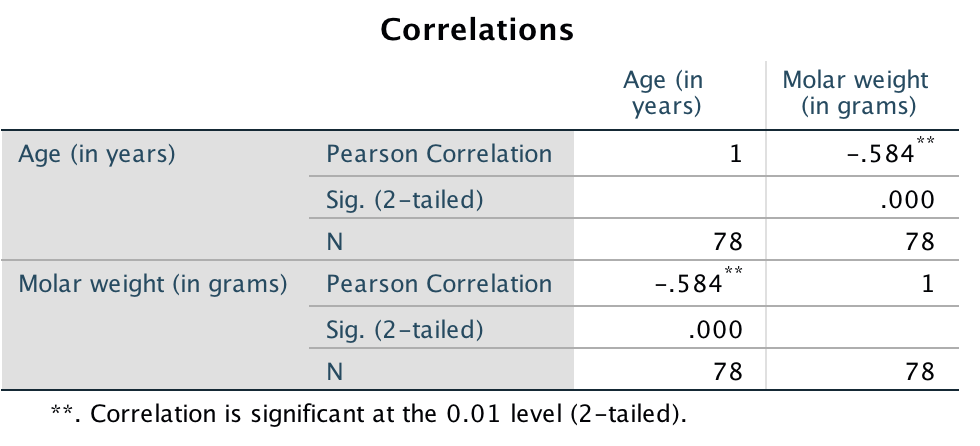 Correlations
Age (in years) Molar weight (in grams)
Age (in years) Pearson Correlation 1 -.584**
Sig. (2-tailed) .000
N 78 78
Molar weight (in grams) Pearson Correlation -.584** 1
Sig. (2-tailed) .000
N 78 78
**. Correlation is significant at the 0.01 level (2-tailed).